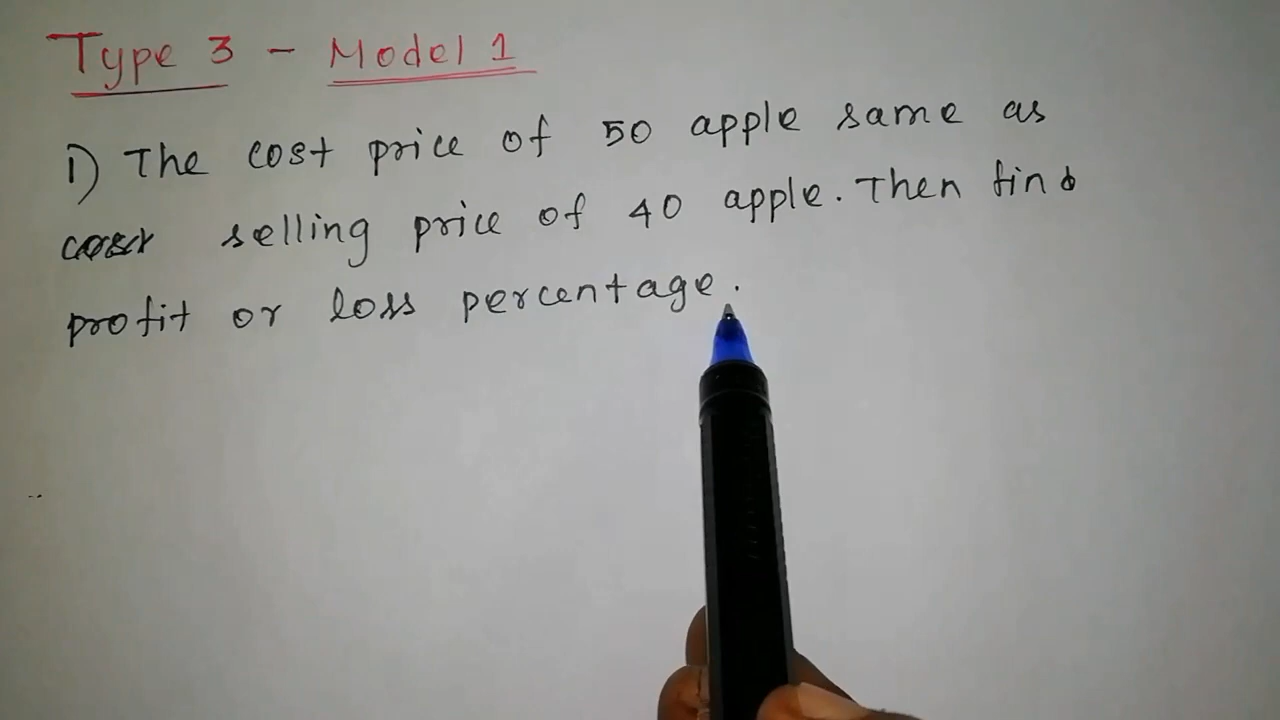 Type 3 - Model 1
1) The cost price of 50 apple same as
selling price of 40 apple. Then find
profit or loss percentage.